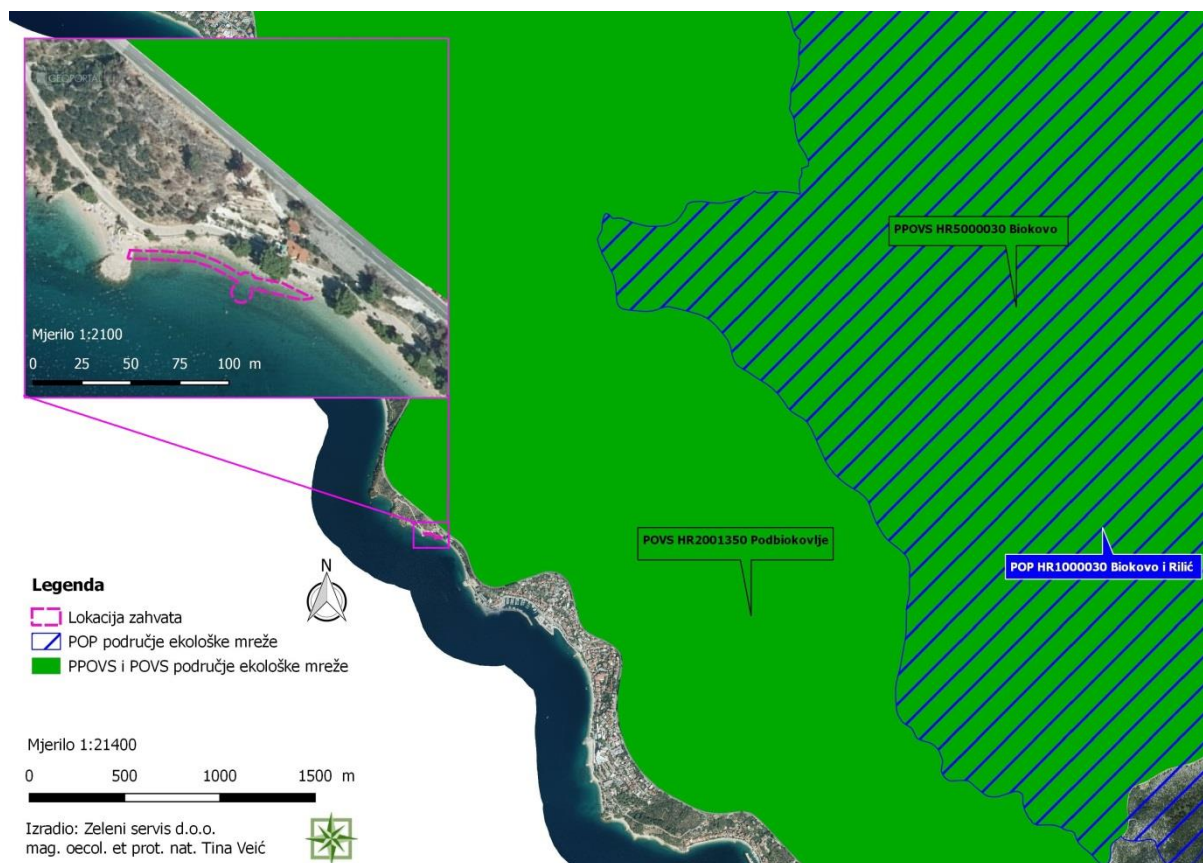 GEOPORTAL
Mjerilo 1:2100
0 25 50 75 100 m
PPOVS HR5000030 Biokovo
POVS HR2001350 Podbiokovlje
POP HR1000030 Biokovo i Rilić
Legenda
N
Lokacija zahvata
POP područje ekološke mreže
PPOVS i POVS područje ekološke mreže
Mjerilo 1:21400
0 500 1000 1500 m
Izradio: Zeleni servis d.o.o.
mag. oecol. et prot. nat. Tina Veić